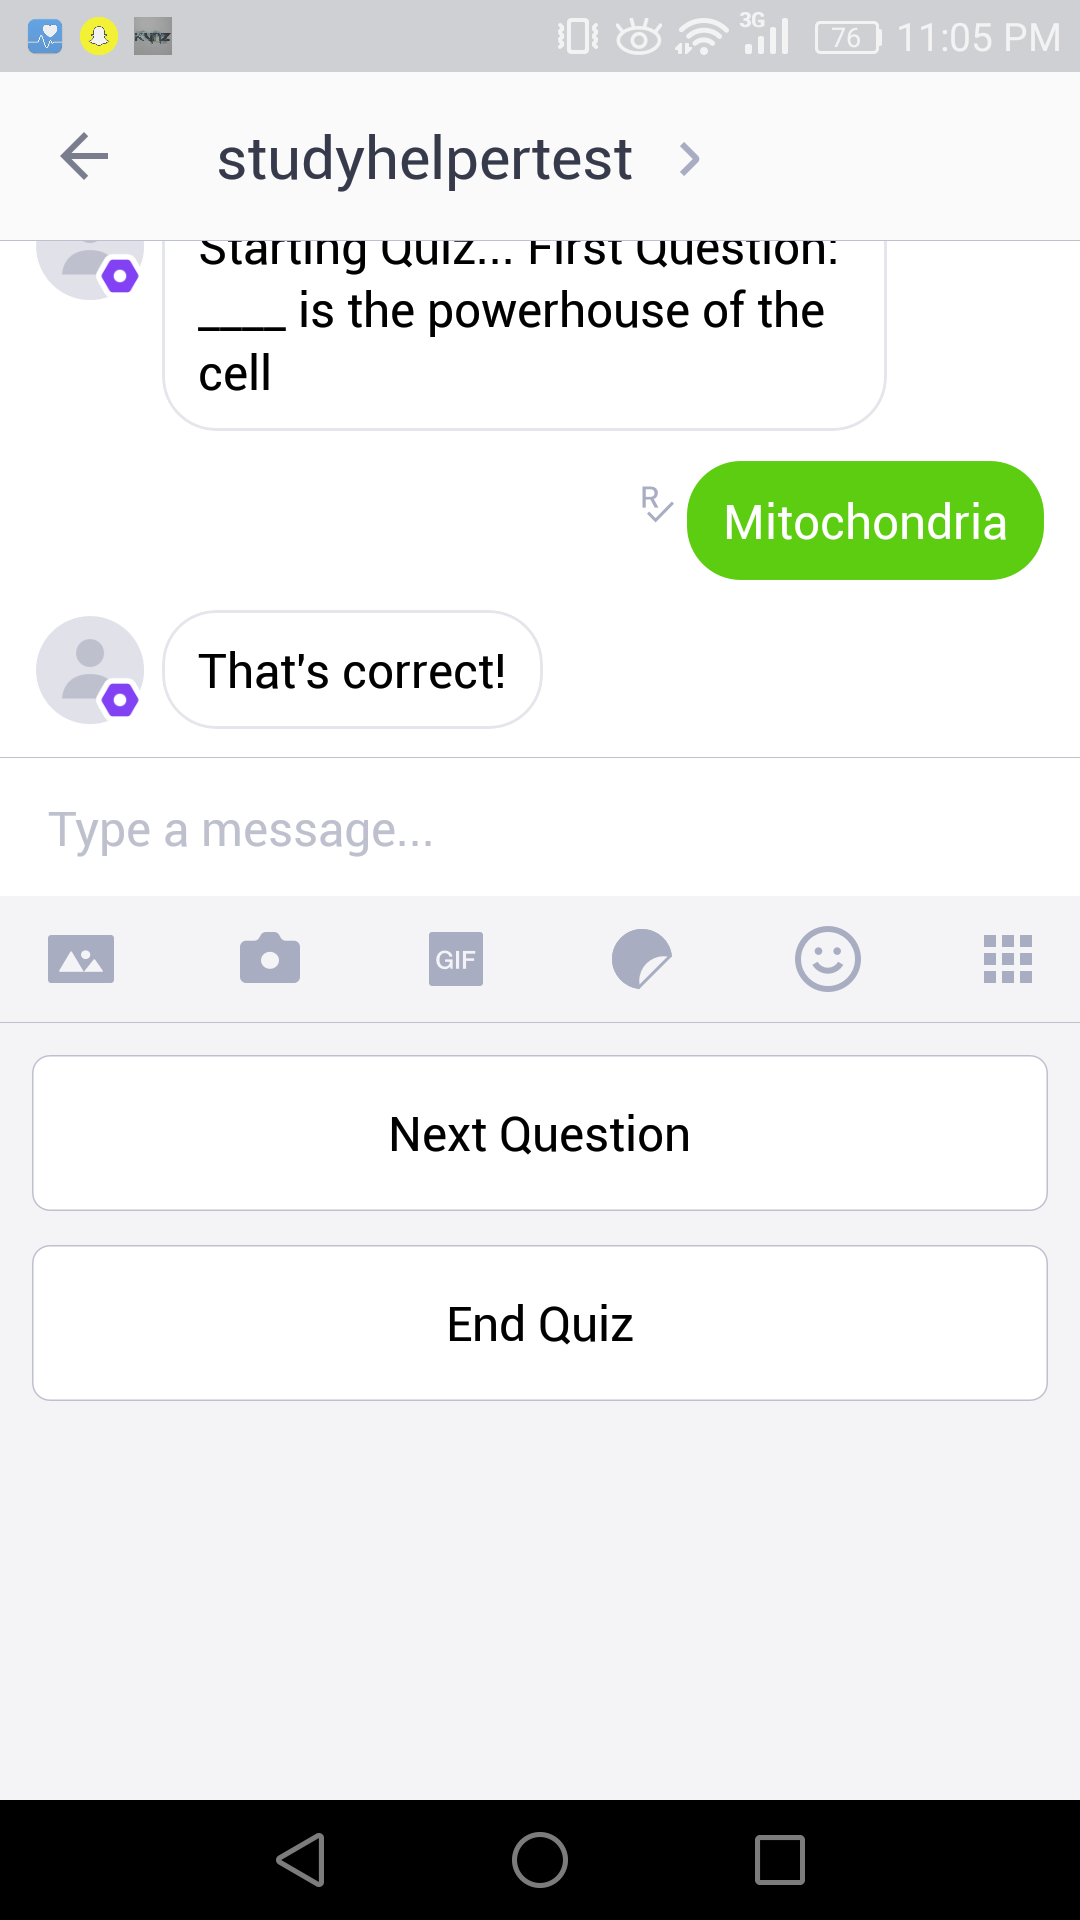 3G
76
11:05 PM
studyhelpertest
Starting Quiz... First Question:
____ is the powerhouse of the
cell
R
Mitochondria
That's correct!
Type a message...
GIF
Next Question
End Quiz